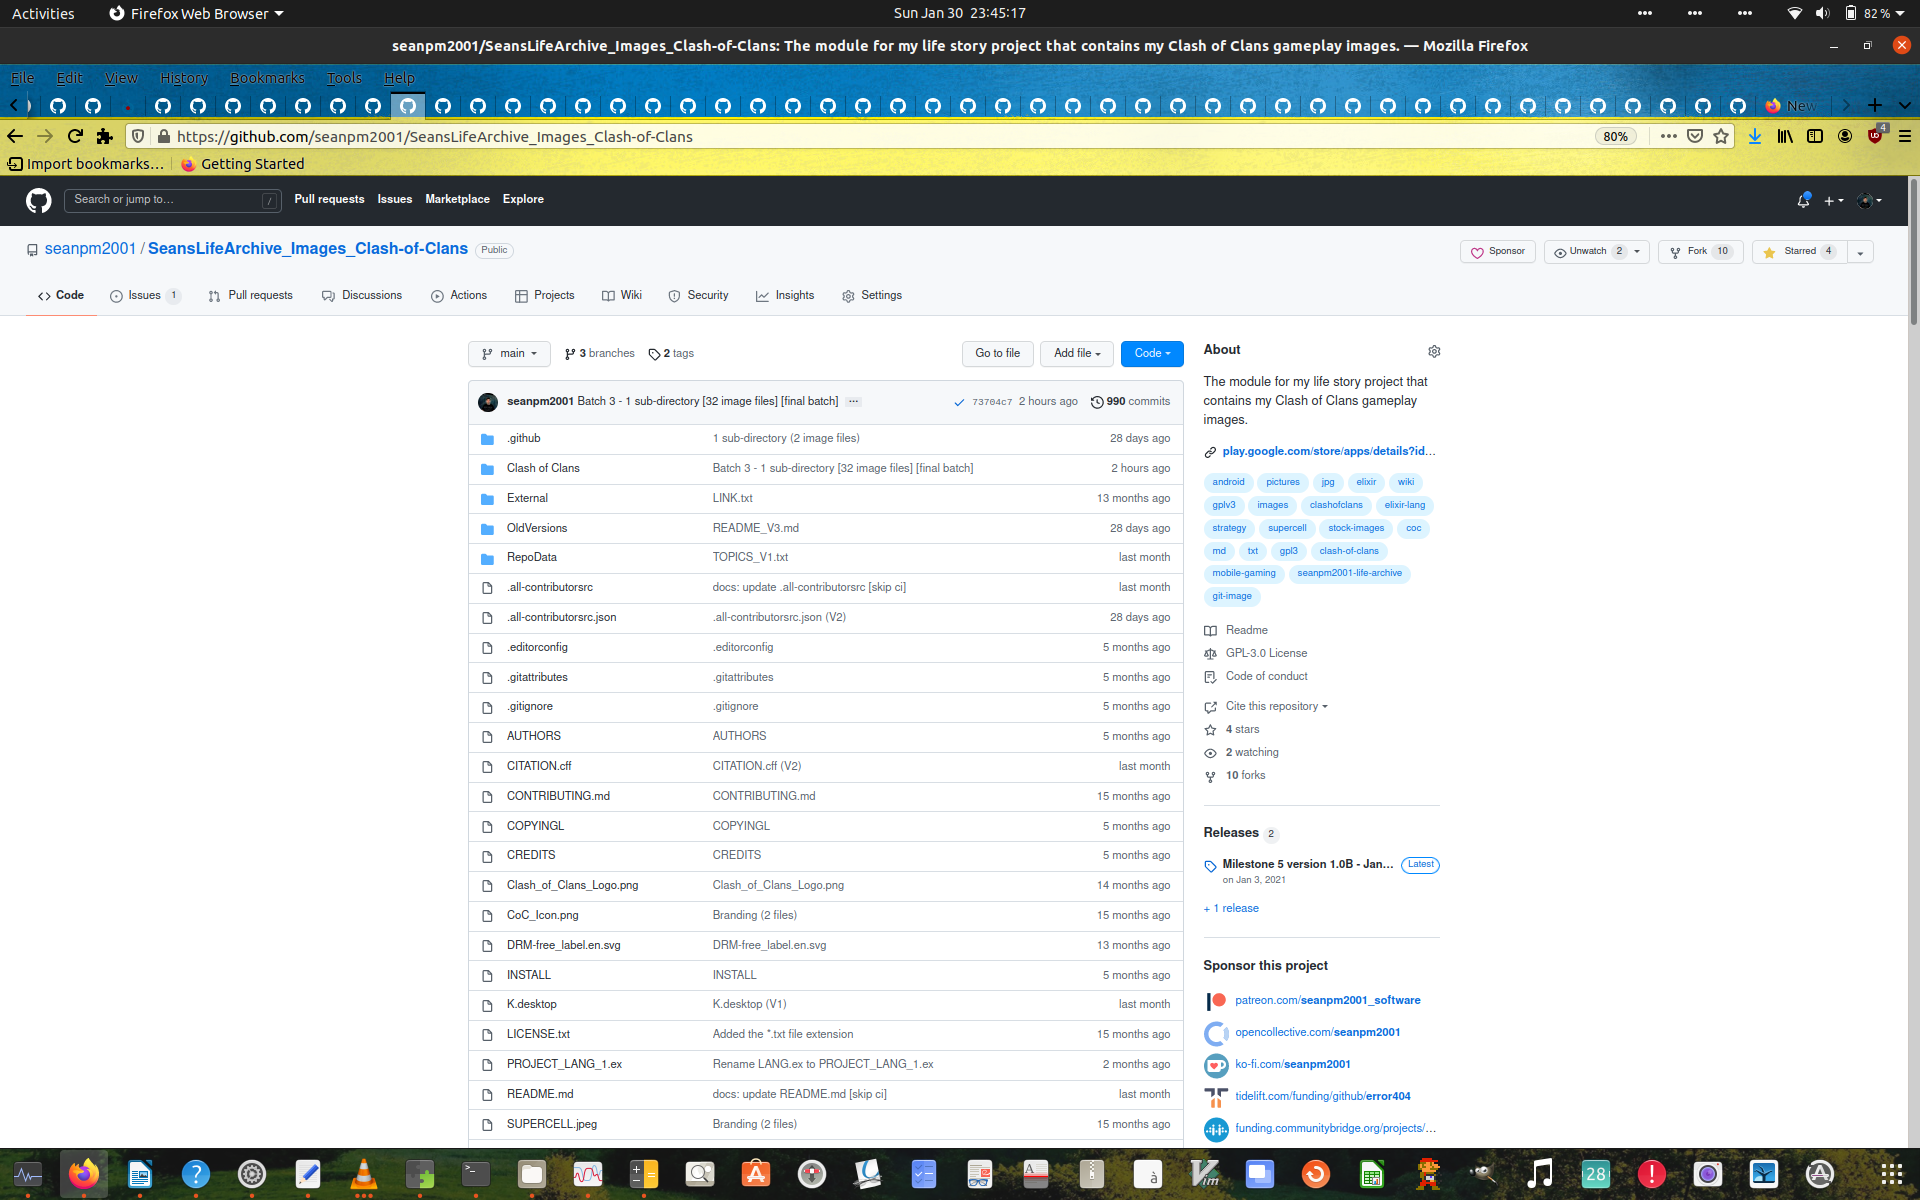 Activities
Firefox Web Browser
Sun Jan 30 23:45:17
82 %
seanpm2001/SeansLifeArchive_Images_Clash-of-Clans: The module for my life story project that contains my Clash of Clans gameplay images. — Mozilla Firefox
File Edit View History Bookmarks Tools Help
New
https://github.com/seanpm2001/SeansLifeArchive_Images_Clash-of-Clans
80%
4
Import bookmarks…
Getting Started
Search or jump to…
/
Pull requests Issues Marketplace Explore
seanpm2001 / SeansLifeArchive_Images_Clash-of-Clans Public
Sponsor
Unwatch 2
Fork 10
Starred 4
Code
Issues 1
Pull requests
Discussions
Actions
Projects
Wiki
Security
Insights
Settings
main
3 branches
2 tags
Go to file
Add file
Code
seanpm2001 Batch 3 - 1 sub-directory [32 image files] [final batch] …
73704c7 2 hours ago
990 commits
.github 1 sub-directory (2 image files) 28 days ago
Clash of Clans Batch 3 - 1 sub-directory [32 image files] [final batch] 2 hours ago
External LINK.txt 13 months ago
OldVersions README_V3.md 28 days ago
RepoData TOPICS_V1.txt last month
.all-contributorsrc docs: update .all-contributorsrc [skip ci] last month
.all-contributorsrc.json .all-contributorsrc.json (V2) 28 days ago
.editorconfig .editorconfig 5 months ago
.gitattributes .gitattributes 5 months ago
.gitignore .gitignore 5 months ago
AUTHORS AUTHORS 5 months ago
CITATION.cff CITATION.cff (V2) last month
CONTRIBUTING.md CONTRIBUTING.md 15 months ago
COPYINGL COPYINGL 5 months ago
CREDITS CREDITS 5 months ago
Clash_of_Clans_Logo.png Clash_of_Clans_Logo.png 14 months ago
CoC_Icon.png Branding (2 files) 15 months ago
DRM-free_label.en.svg DRM-free_label.en.svg 13 months ago
INSTALL INSTALL 5 months ago
K.desktop K.desktop (V1) last month
LICENSE.txt Added the *.txt file extension 15 months ago
PROJECT_LANG_1.ex Rename LANG.ex to PROJECT_LANG_1.ex 2 months ago
README.md docs: update README.md [skip ci] last month
SUPERCELL.jpeg Branding (2 files) 15 months ago
About
The module for my life story project that
contains my Clash of Clans gameplay
images.
play.google.com/store/apps/details?id…
android pictures jpg elixir wiki
gplv3 images clashofclans elixir-lang
strategy supercell stock-images coc
md txt gpl3 clash-of-clans
mobile-gaming seanpm2001-life-archive
git-image
Readme
GPL-3.0 License
Code of conduct
Cite this repository
4 stars
2 watching
10 forks
Releases 2
Milestone 5 version 1.0B - Jan… Latest
on Jan 3, 2021
+ 1 release
Sponsor this project
patreon.com/seanpm2001_software
opencollective.com/seanpm2001
ko-fi.com/seanpm2001
tidelift.com/funding/github/error404
funding.communitybridge.org/projects/…
28